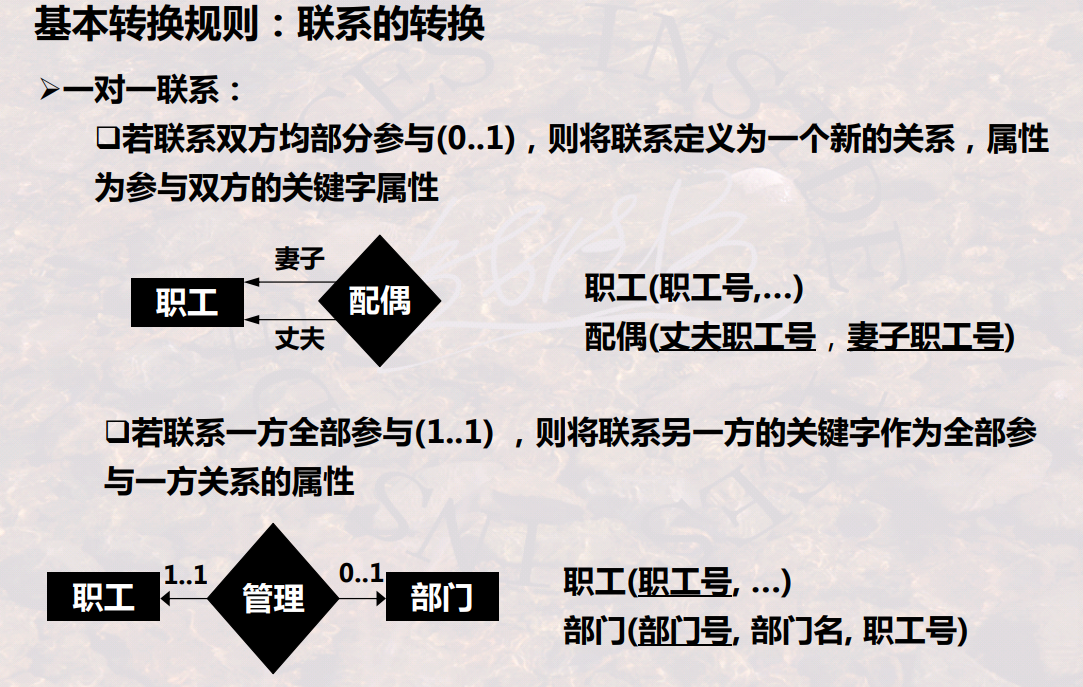 基本转换规则：联系的转换
➢一对一联系：
❑若联系双方均部分参与(0..1)，则将联系定义为一个新的关系，属性
为参与双方的关键字属性
妻子
职工
配偶
丈夫
职工(职工号,…)
配偶(丈夫职工号，妻子职工号)
❑若联系一方全部参与(1..1) ，则将联系另一方的关键字作为全部参
与一方关系的属性
职工
1..1
管理
0..1
部门
职工(职工号, …)
部门(部门号, 部门名, 职工号)